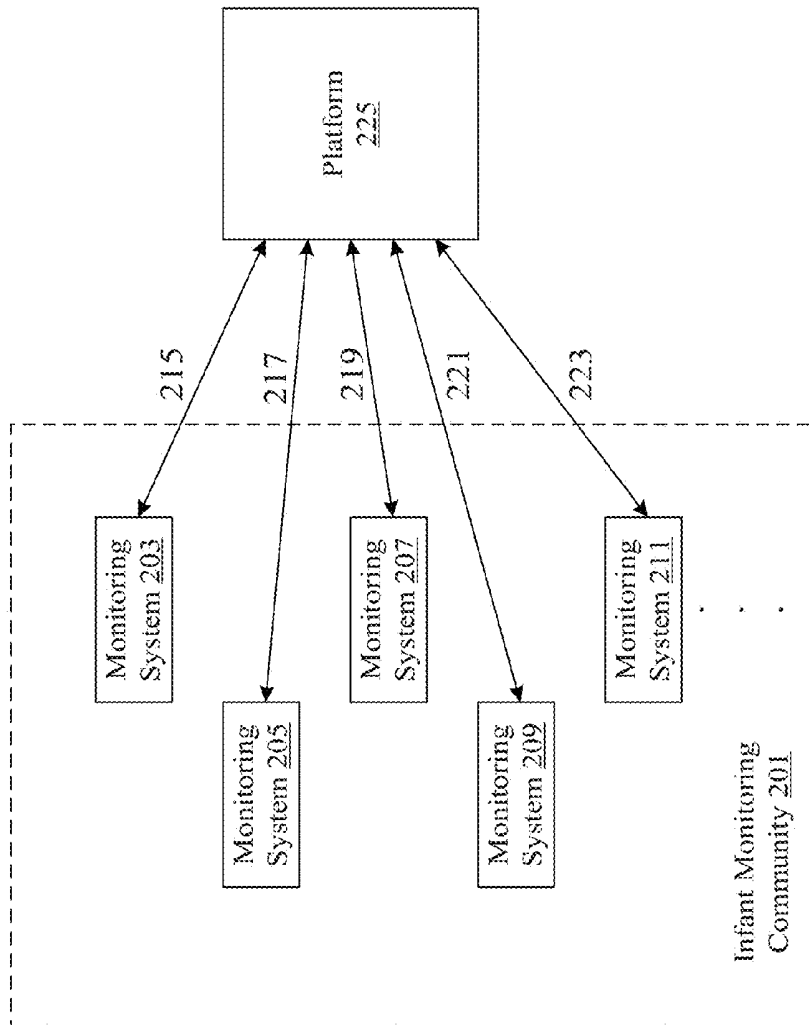 Platform
225
215
217
219
221
223
Monitoring
System 203
Monitoring
System 205
Monitoring
System 207
Monitoring
System 209
Monitoring
System 211
. . .
Infant Monitoring
Community 201